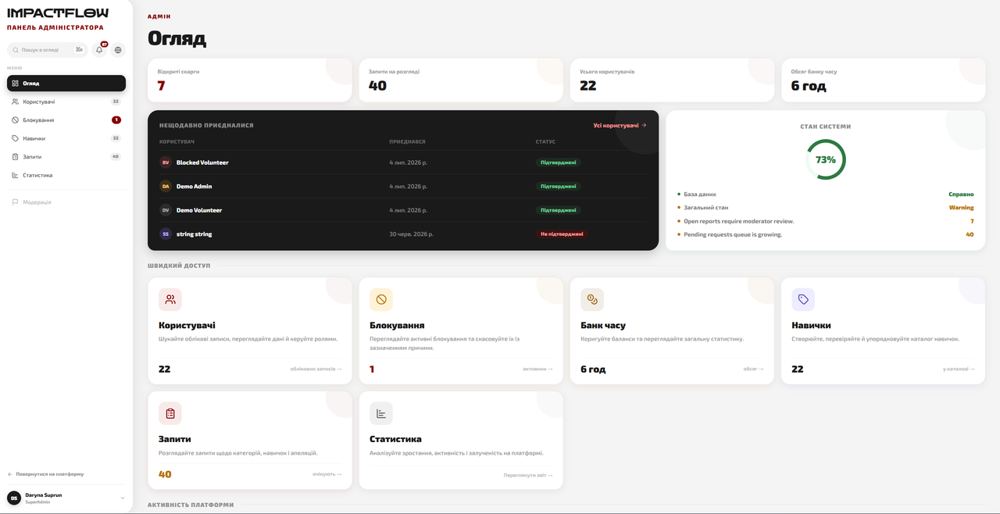 IMPACTFLOW
ПАНЕЛЬ АДМІНІСТРАТОРА
Пошук в огляді
87
МЕНЮ
Огляд
Користувачі 22
Блокування 1
Навички 22
Запити 40
Статистика
Модерація
← Повернутися на платформу
DS
Daryna Suprun
SuperAdmin
АДМІН
Огляд
Відкриті скарги
7
Запити на розгляді
40
Усього користувачів
22
Обсяг банку часу
6 год
НЕЩОДАВНО ПРИЄДНАЛИСЯ
Усі користувачі →
КОРИСТУВАЧ ПРИЄДНАВСЯ СТАТУС
BV Blocked Volunteer 4 лип. 2026 р. Підтверджені
DA Demo Admin 4 лип. 2026 р. Підтверджені
DV Demo Volunteer 4 лип. 2026 р. Підтверджені
SS string string 30 черв. 2026 р. Не підтверджені
СТАН СИСТЕМИ
73%
База даних Справно
Загальний стан Warning
Open reports require moderator review. 7
Pending requests queue is growing. 40
ШВИДКИЙ ДОСТУП
Користувачі
Шукайте облікові записи, переглядайте дані й керуйте ролями.
22 облікових записів →
Блокування
Переглядайте активні блокування та скасовуйте їх із
зазначенням причини.
1 активних →
Банк часу
Коригуйте баланси та переглядайте загальну статистику.
6 год обсяг →
Навички
Створюйте, перевіряйте й упорядковуйте каталог навичок.
22 у каталозі →
Запити
Розглядайте запити щодо категорій, навичок і апеляцій.
40 очікують →
Статистика
Аналізуйте зростання, активність і залученість на платформі.
Переглянути звіт →
АКТИВНІСТЬ ПЛАТФОРМИ